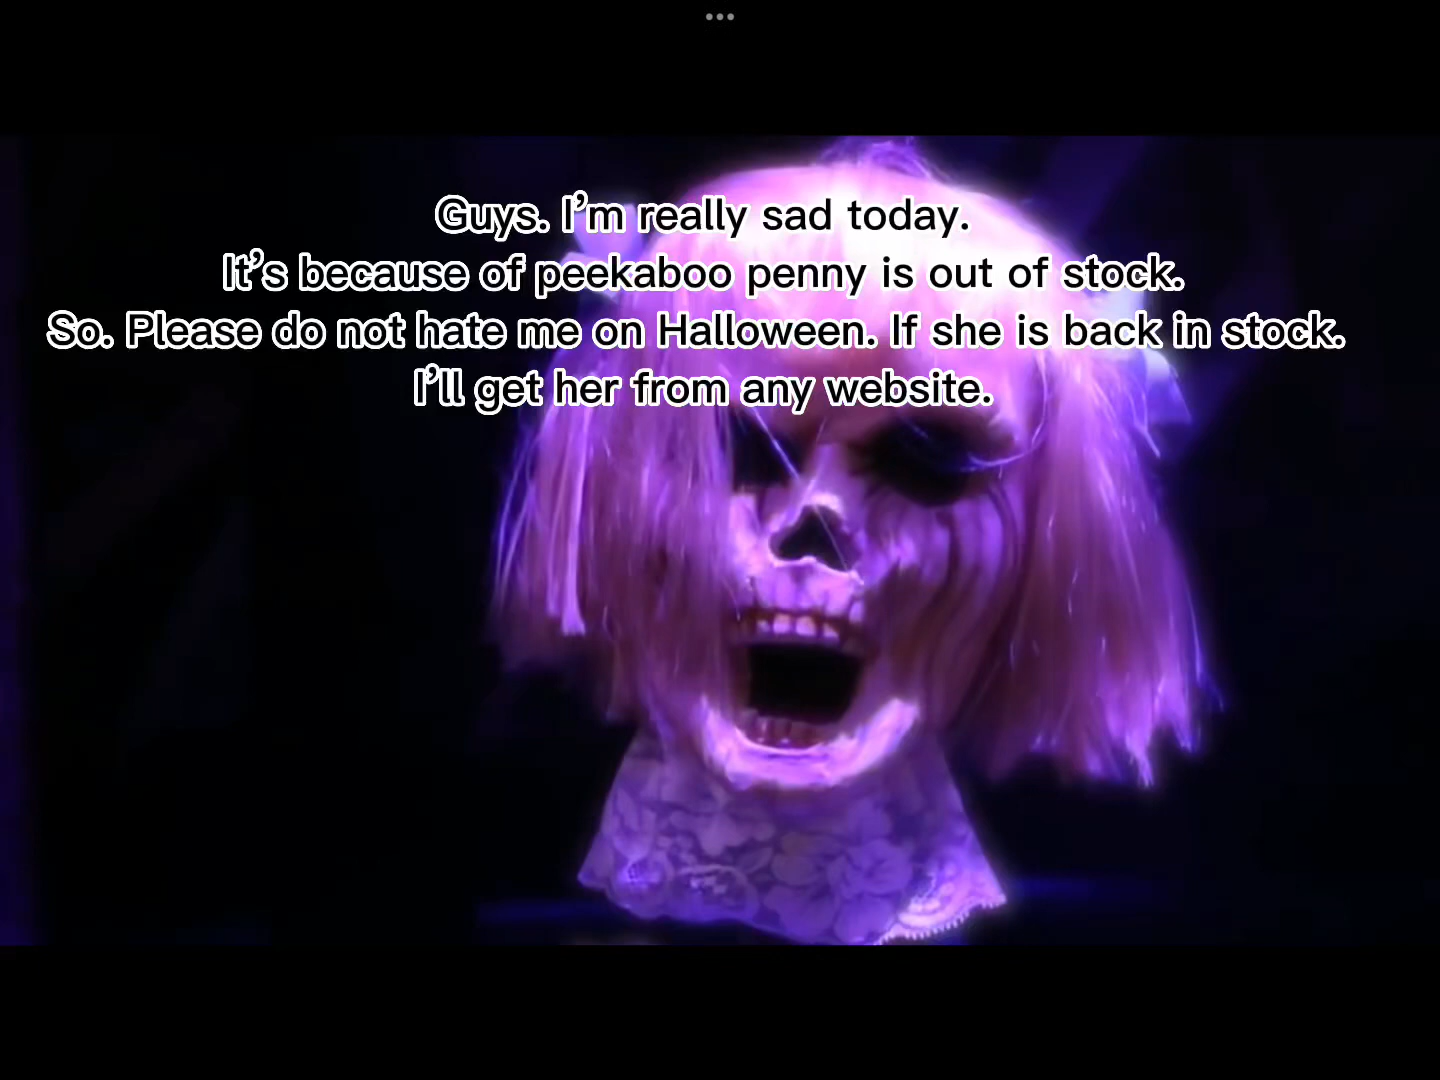 Guys. I’m really sad today.
It’s because of peekaboo penny is out of stock.
So. Please do not hate me on Halloween. If she is back in stock.
I’ll get her from any website.